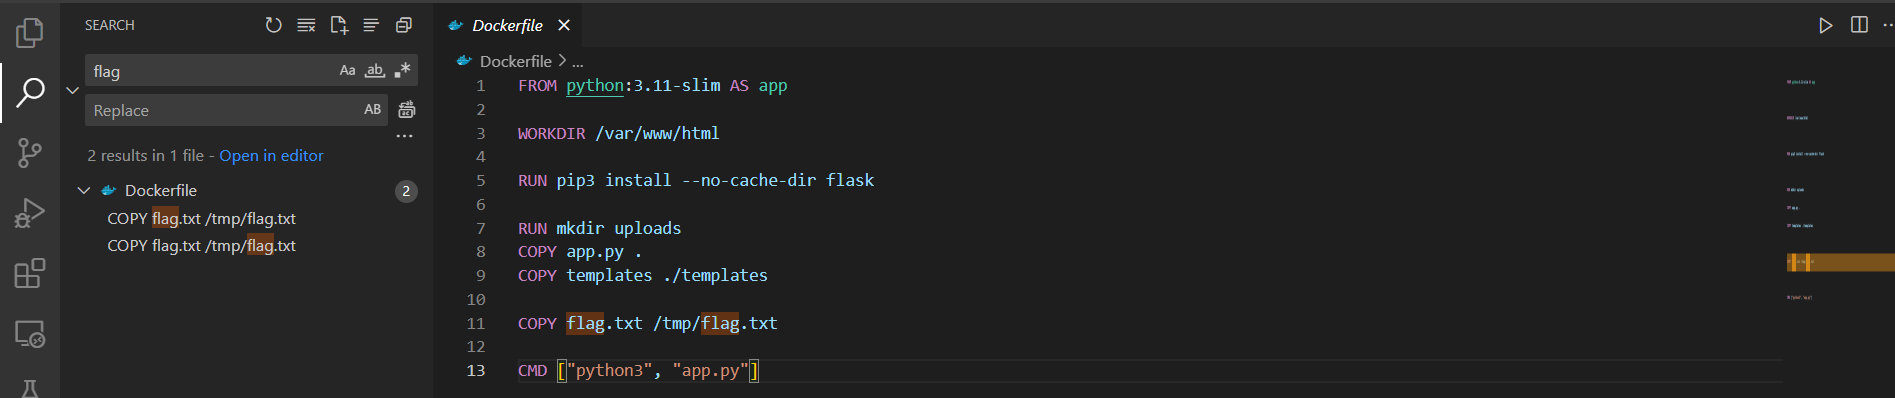 SEARCH
flag
Aa
ab
Replace
AB
2 results in 1 file - Open in editor
Dockerfile
2
COPY flag.txt /tmp/flag.txt
COPY flag.txt /tmp/flag.txt
Dockerfile
Dockerfile > ...
1 FROM python:3.11-slim AS app
2
3 WORKDIR /var/www/html
4
5 RUN pip3 install --no-cache-dir flask
6
7 RUN mkdir uploads
8 COPY app.py .
9 COPY templates ./templates
10
11 COPY flag.txt /tmp/flag.txt
12
13 CMD ["python3", "app.py"]